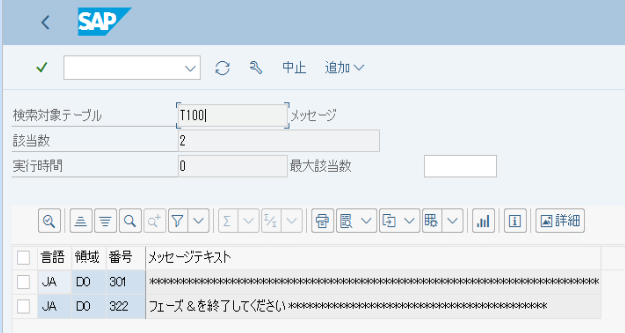 SAP
中止 追加
検索対象テーブル T100 メッセージ
該当数 2
実行時間 0 最大該当数
詳細
言語 領域 番号 メッセージテキスト
JA D0 301 *************************************************************************
JA D0 322 フェーズ & を終了してください ******************************************